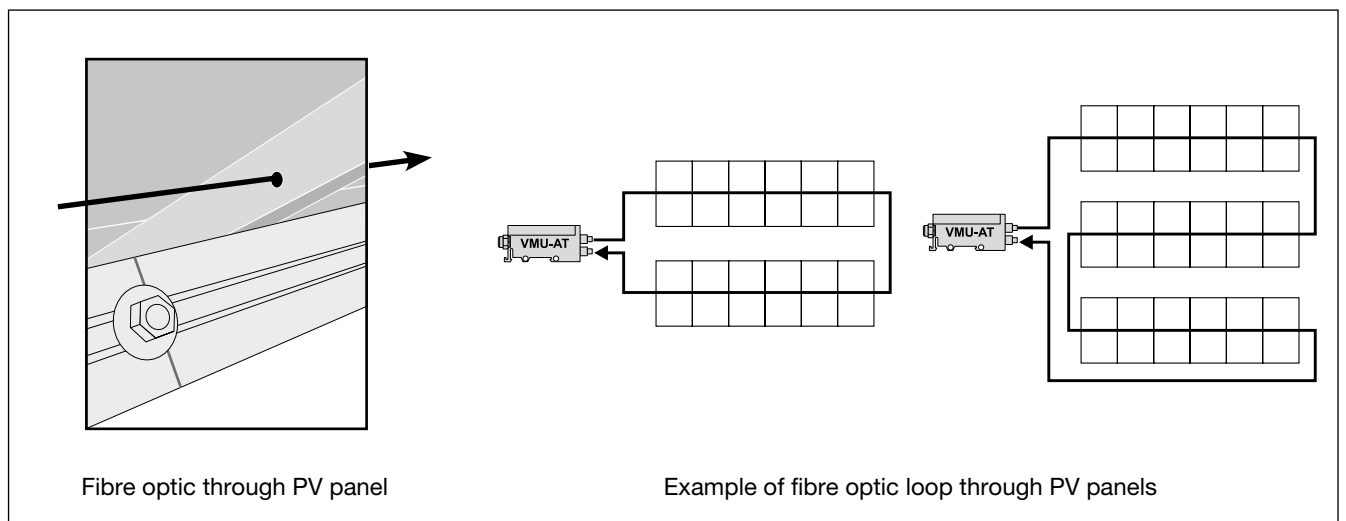 VMU-AT
VMU-AT
Fibre optic through PV panel
Example of fibre optic loop through PV panels